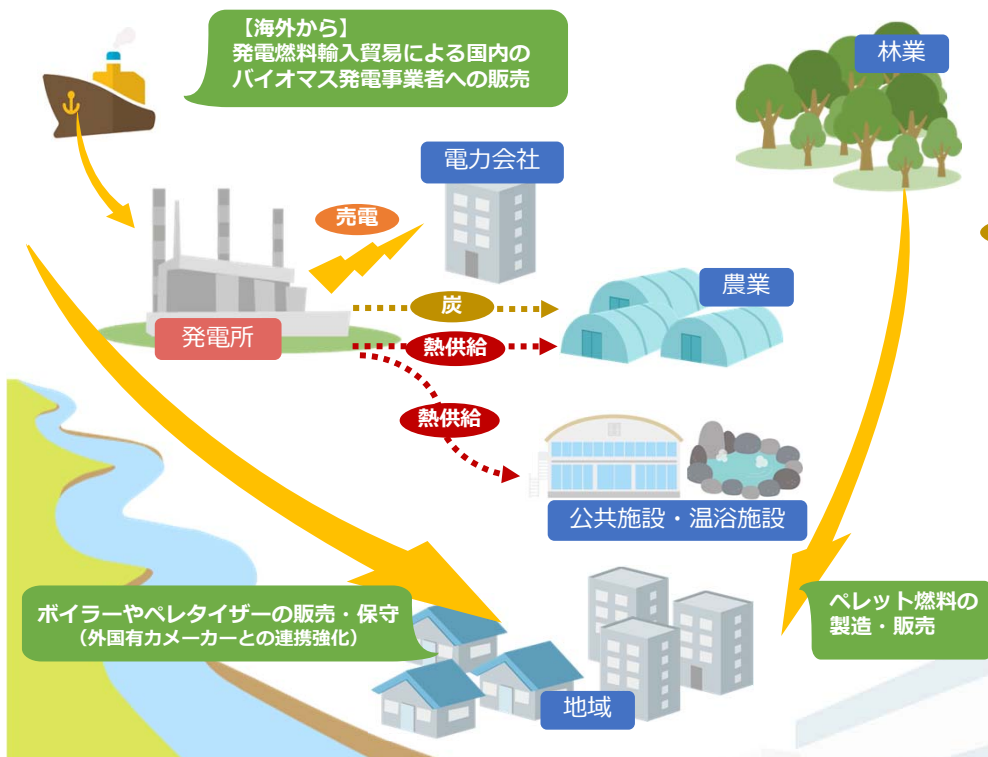 【海外から】
発電燃料輸入貿易による国内の
バイオマス発電事業者への販売
林業
電力会社
売電
炭
農業
発電所
熱供給
熱供給
公共施設・温浴施設
ボイラーやペレタイザーの販売・保守
（外国有力メーカーとの連携強化）
ペレット燃料の
製造・販売
地域